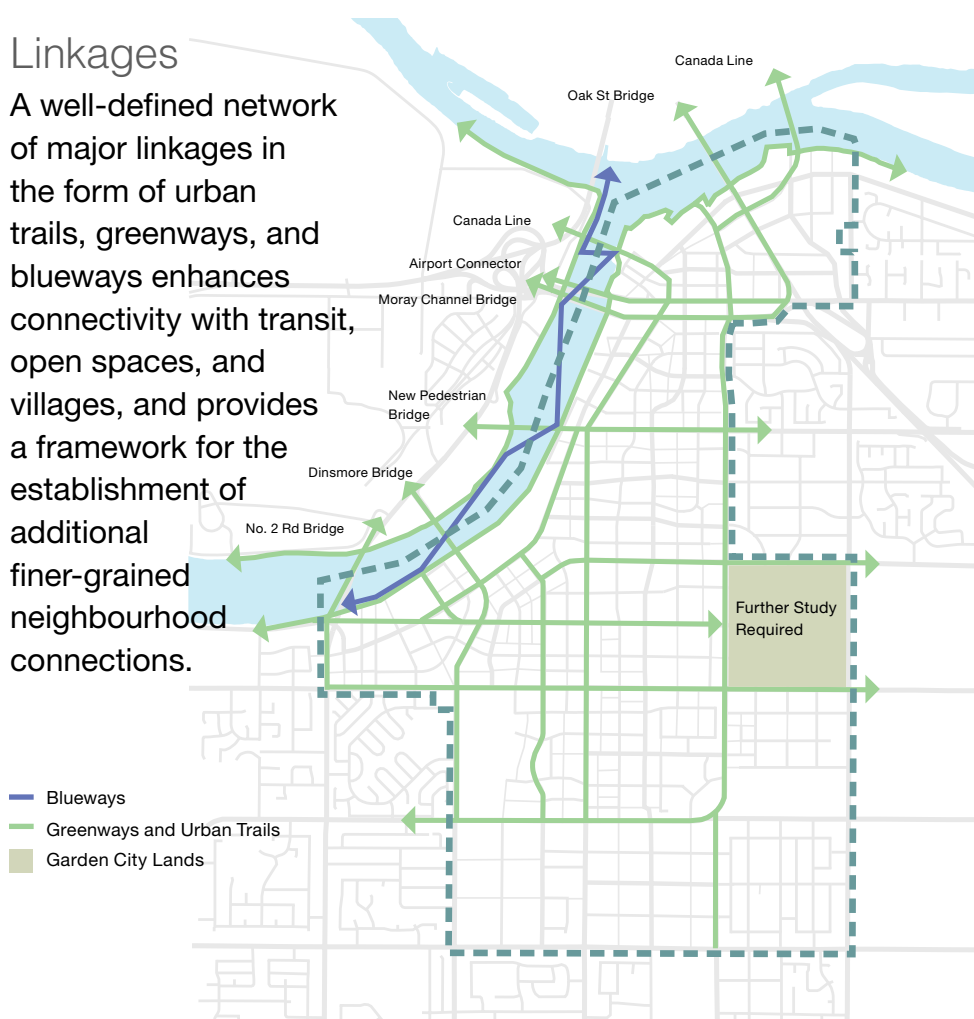 Linkages
A well-defined network
of major linkages in
the form of urban
trails, greenways, and
blueways enhances
connectivity with transit,
open spaces, and
villages, and provides
a framework for the
establishment of
additional
finer-grained
neighbourhood
connections.
Canada Line
Oak St Bridge
Canada Line
Airport Connector
Moray Channel Bridge
New Pedestrian
Bridge
Dinsmore Bridge
No. 2 Rd Bridge
Further Study
Required
Blueways
Greenways and Urban Trails
Garden City Lands